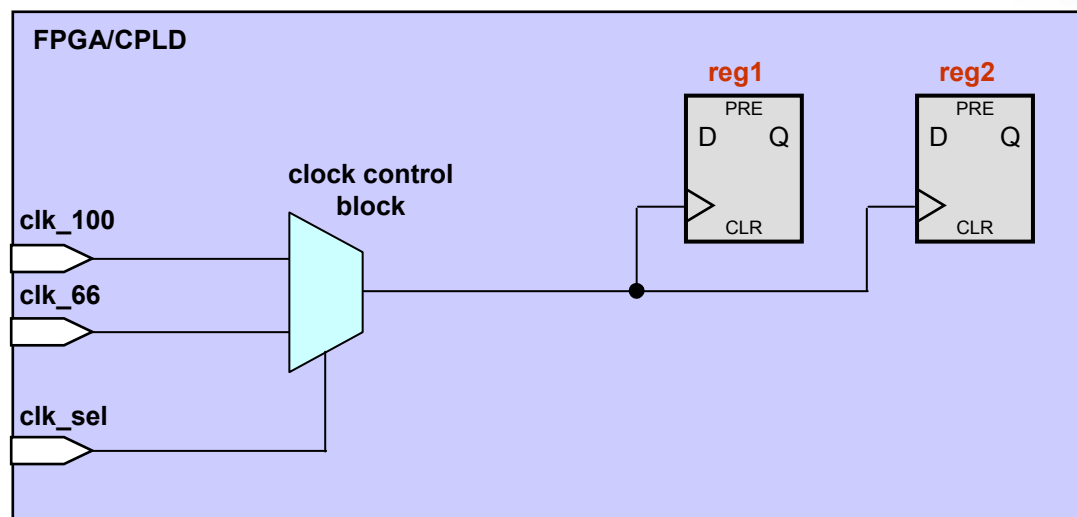 FPGA/CPLD
reg1
reg2
PRE
D Q
CLR
PRE
D Q
CLR
clock control
block
clk_100
clk_66
clk_sel